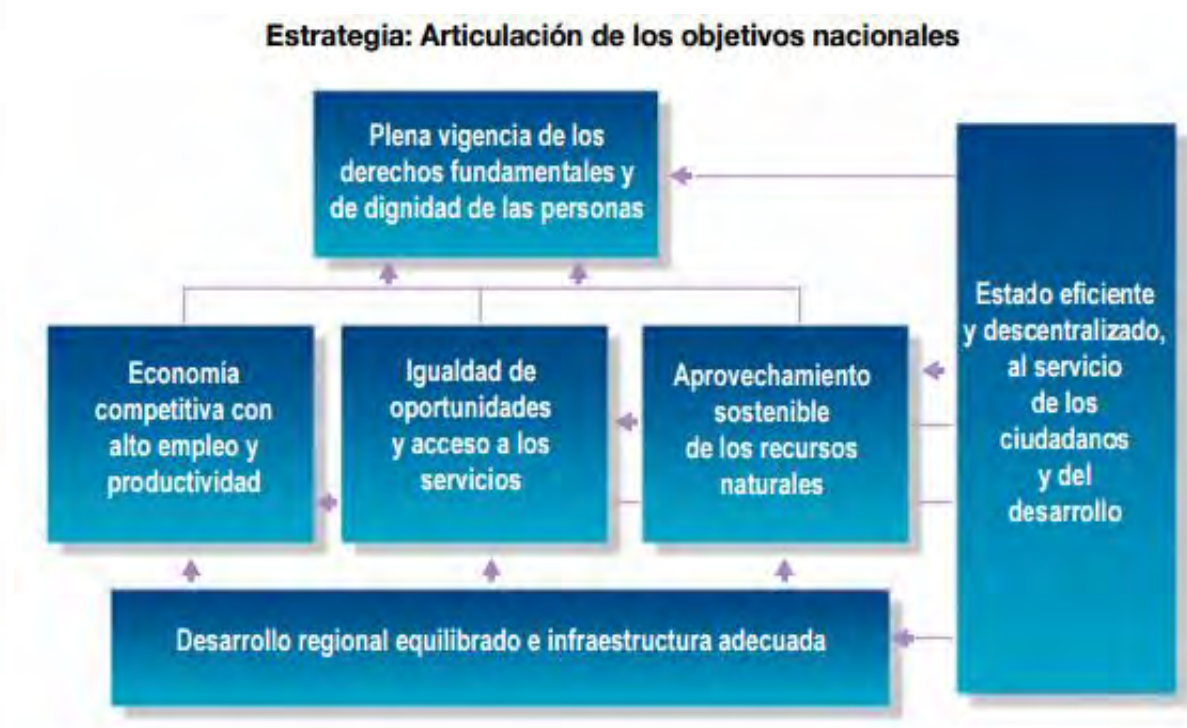 Estrategia: Articulación de los objetivos nacionales
Plena vigencia de los
derechos fundamentales y
de dignidad de las personas
Economía
competitiva con
alto empleo y
productividad
Igualdad de
oportunidades
y acceso a los
servicios
Aprovechamiento
sostenible
de los recursos
naturales
Estado eficiente
y descentralizado,
al servicio
de los
ciudadanos
y del
desarrollo
Desarrollo regional equilibrado e infraestructura adecuada